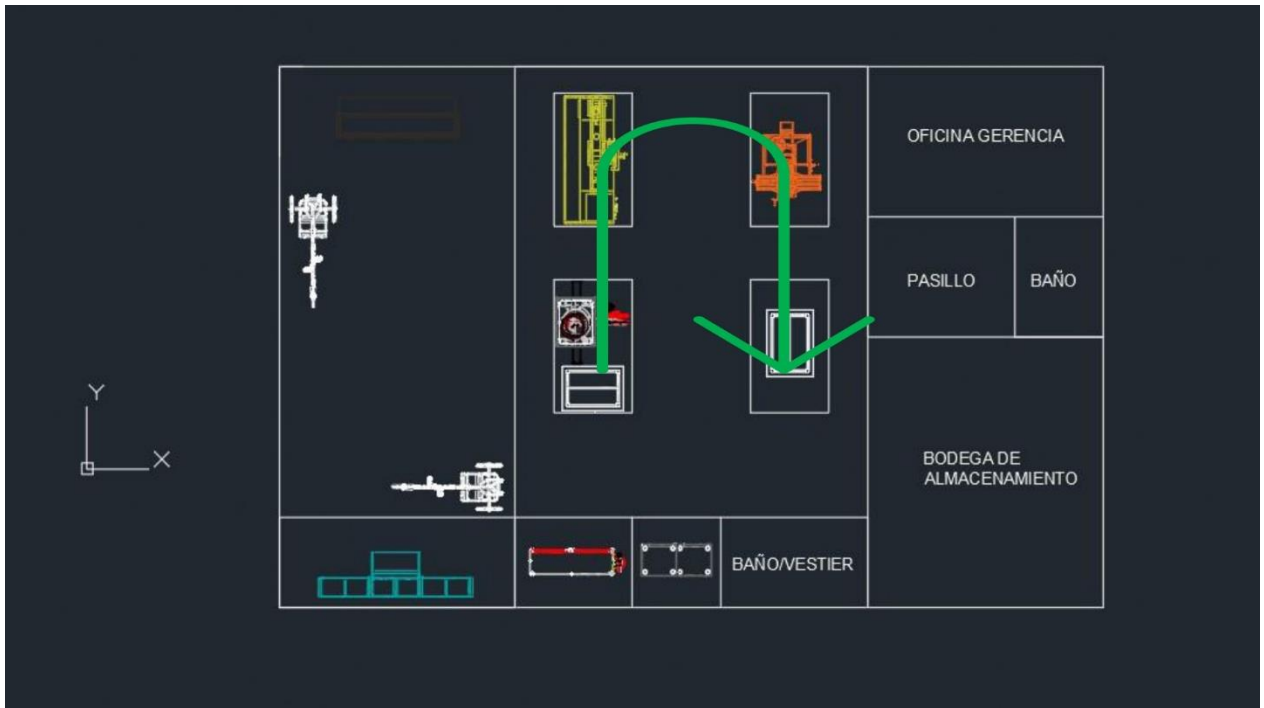 OFICINA GERENCIA
PASILLO
BAÑO
Y
X
BODEGA DE
ALMACENAMIENTO
BAÑO/VESTIER